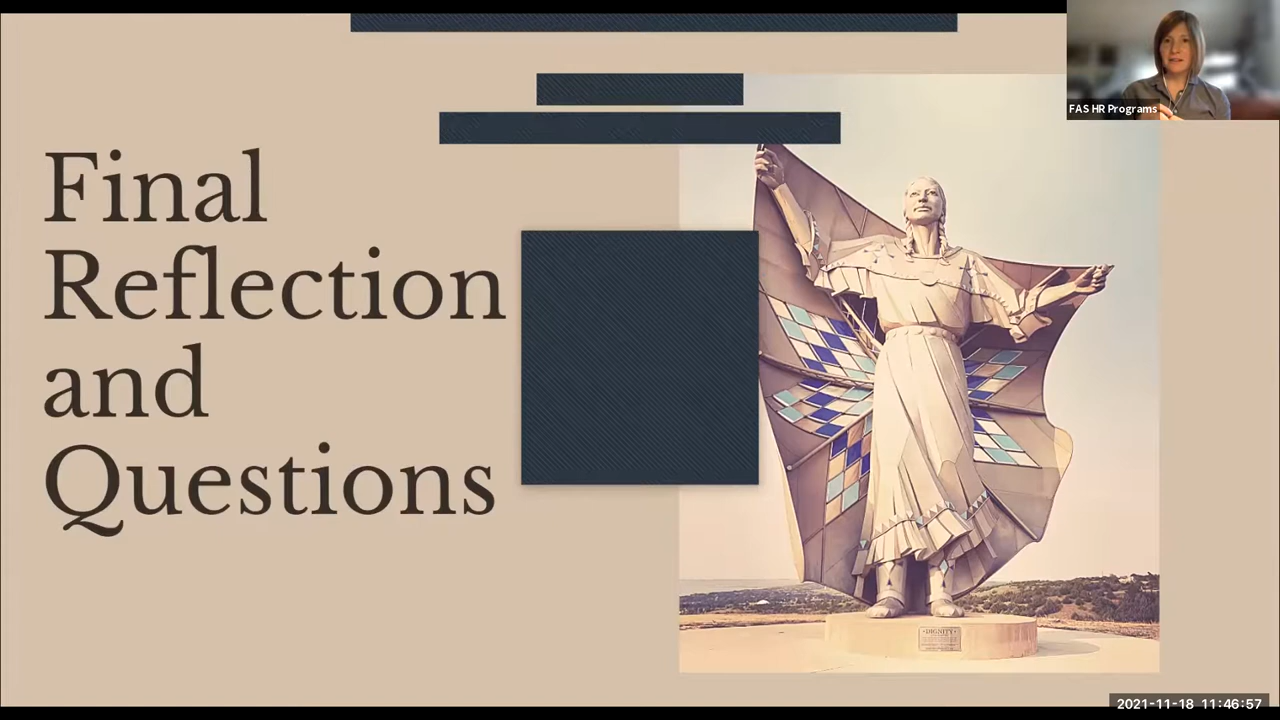 FAS HR Programs
Final
Reflection
and
Questions
DIGNITY
2021-11-18 11:46:57